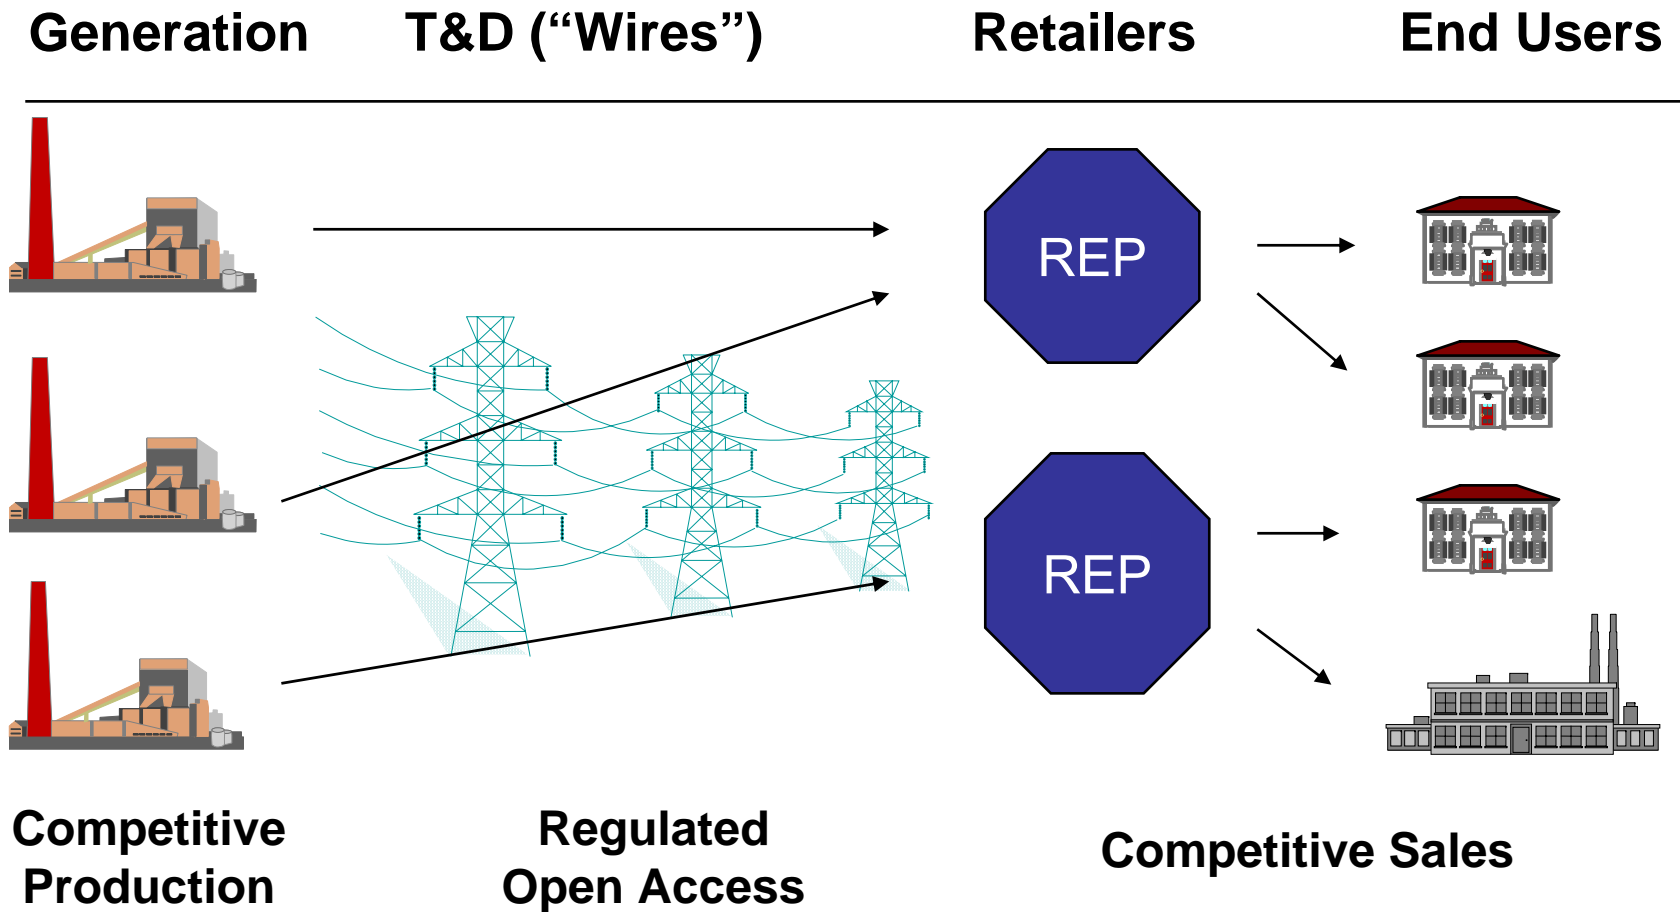 Generation
T&D (“Wires”)
Retailers
End Users
REP
REP
Competitive
Production
Regulated
Open Access
Competitive Sales